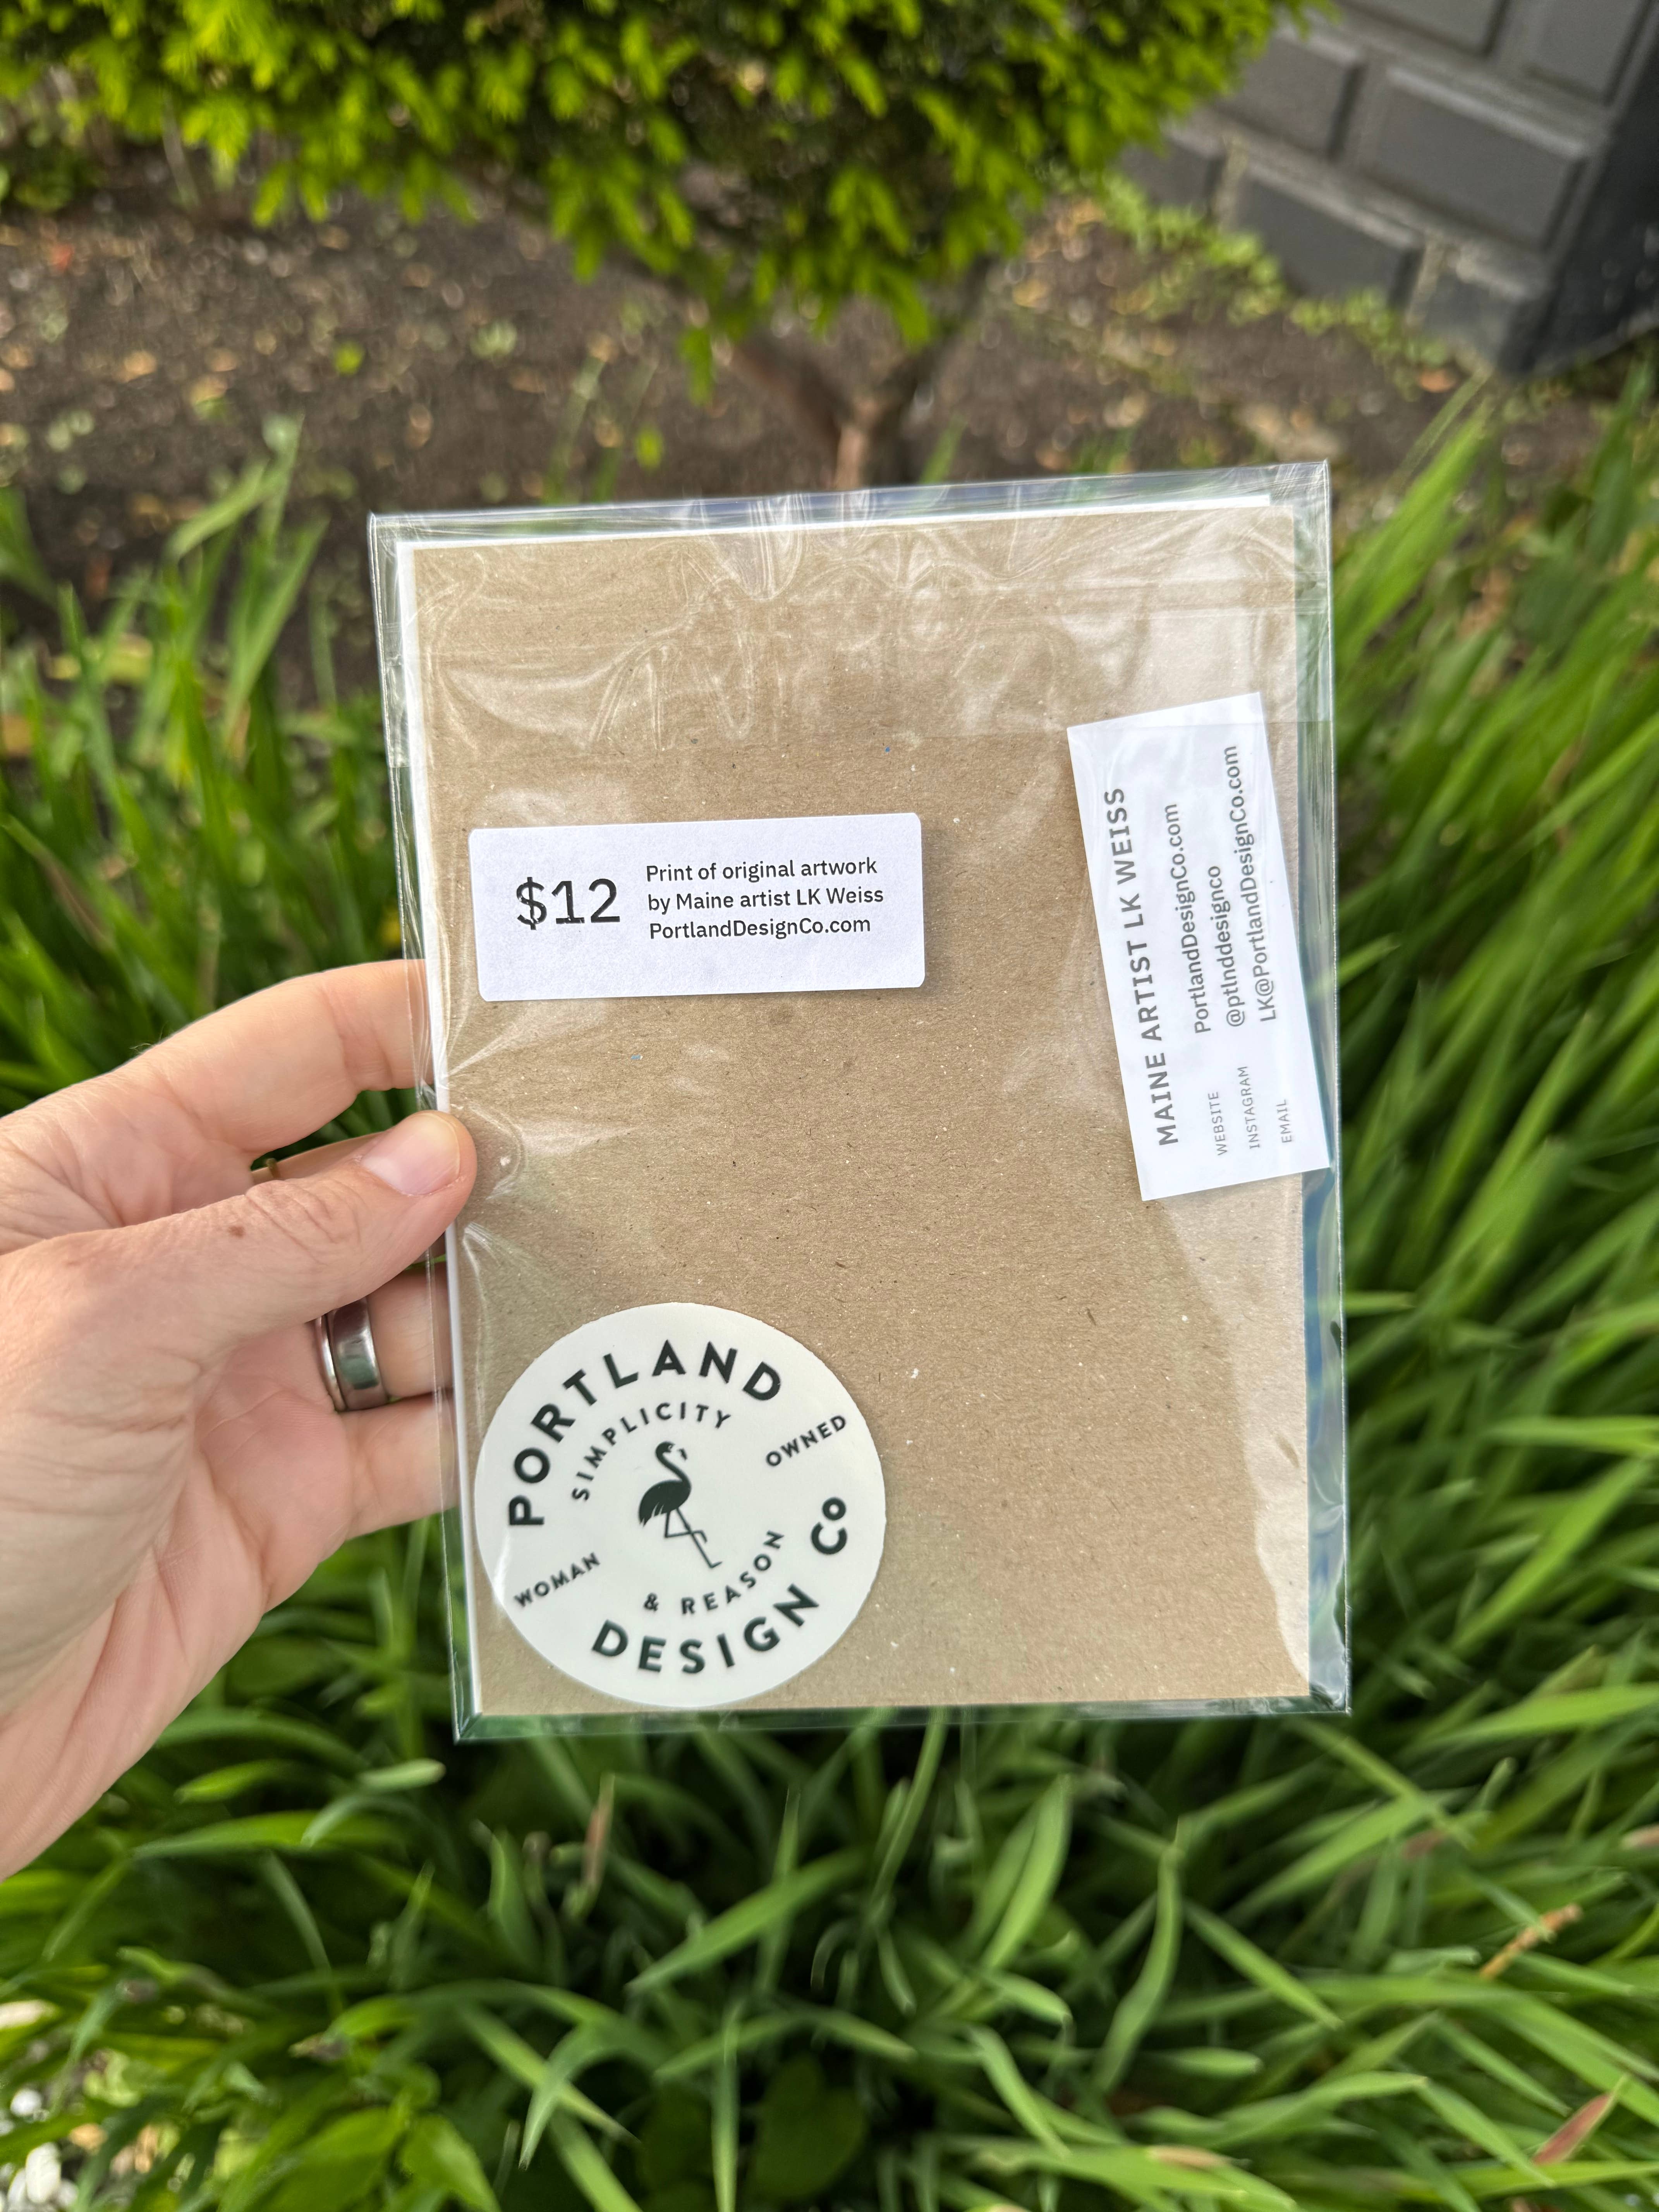 $12
Print of original artwork
by Maine artist LK Weiss
PortlandDesignCo.com
MAINE ARTIST LK WEISS
WEBSITE PortlandDesignCo.com
INSTAGRAM @ptlnddesignco
EMAIL LK@PortlandDesignCo.com
PORTLAND
SIMPLICITY
WOMAN OWNED
& REASON
DESIGN Co